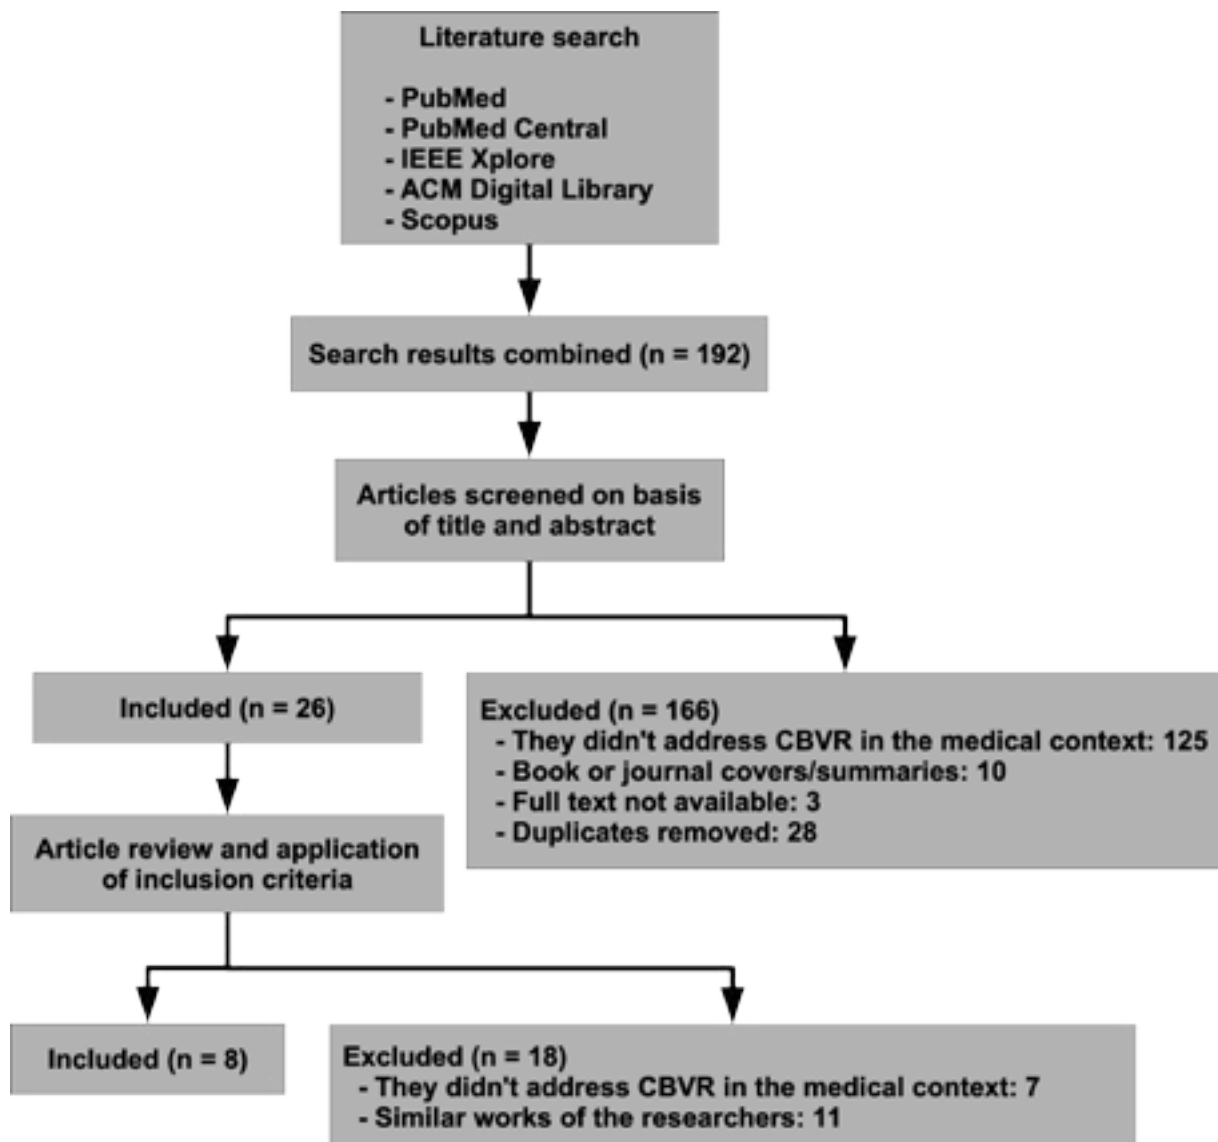 Literature search
- PubMed
- PubMed Central
- IEEE Xplore
- ACM Digital Library
- Scopus
Search results combined (n = 192)
Articles screened on basis
of title and abstract
Included (n = 26)
Excluded (n = 166)
- They didn't address CBVR in the medical context: 125
- Book or journal covers/summaries: 10
- Full text not available: 3
- Duplicates removed: 28
Article review and application
of inclusion criteria
Included (n = 8)
Excluded (n = 18)
- They didn't address CBVR in the medical context: 7
- Similar works of the researchers: 11